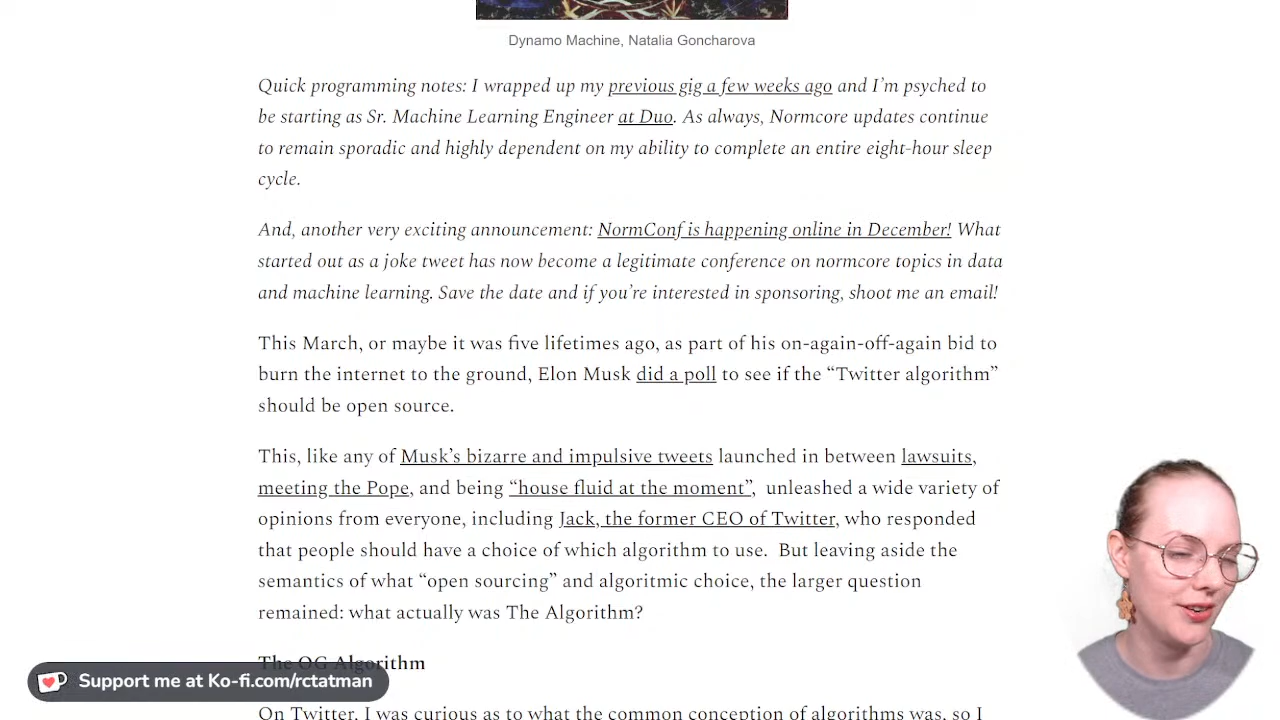 Dynamo Machine, Natalia Goncharova
Quick programming notes: I wrapped up my previous gig a few weeks ago and I’m psyched to
be starting as Sr. Machine Learning Engineer at Duo. As always, Normcore updates continue
to remain sporadic and highly dependent on my ability to complete an entire eight-hour sleep
cycle.
And, another very exciting announcement: NormConf is happening online in December! What
started out as a joke tweet has now become a legitimate conference on normcore topics in data
and machine learning. Save the date and if you’re interested in sponsoring, shoot me an email!
This March, or maybe it was five lifetimes ago, as part of his on-again-off-again bid to
burn the internet to the ground, Elon Musk did a poll to see if the “Twitter algorithm”
should be open source.
This, like any of Musk’s bizarre and impulsive tweets launched in between lawsuits,
meeting the Pope, and being “house fluid at the moment”, unleashed a wide variety of
opinions from everyone, including Jack, the former CEO of Twitter, who responded
that people should have a choice of which algorithm to use. But leaving aside the
semantics of what “open sourcing” and algoritmic choice, the larger question
remained: what actually was The Algorithm?
The OG Algorithm
Support me at Ko-fi.com/rctatman
On Twitter, I was curious as to what the common conception of algorithms was, so I